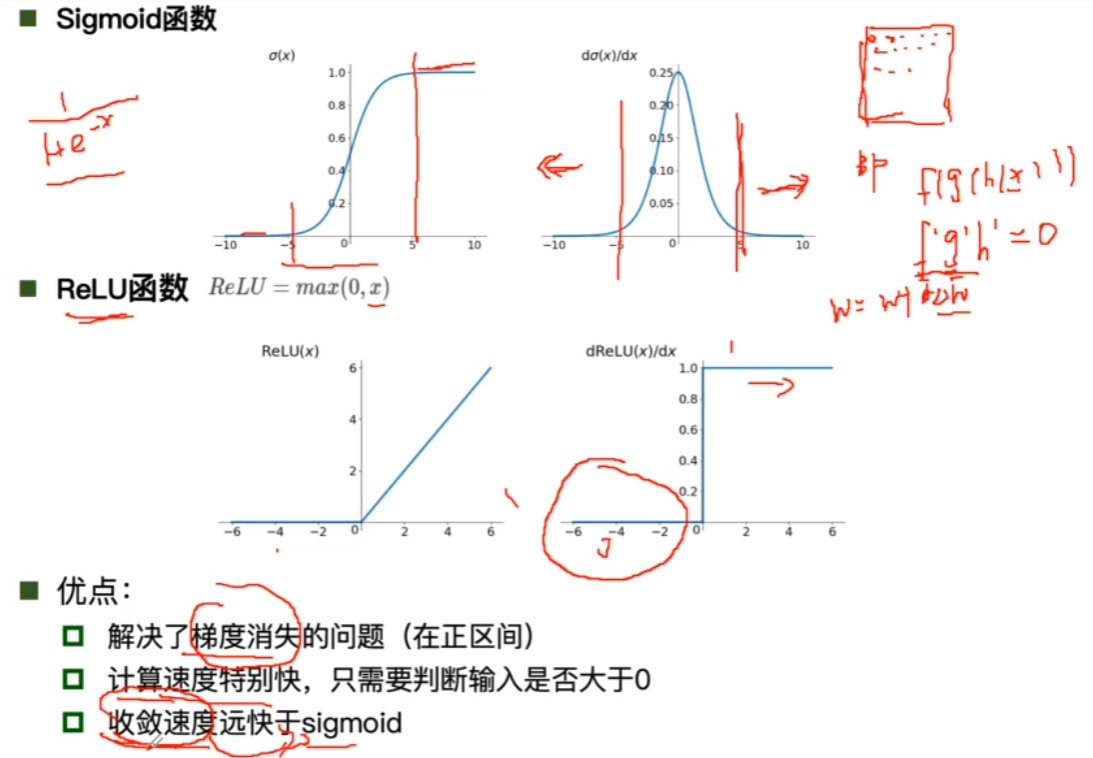 Sigmoid函数
σ(x)
dσ(x)/dx
1.0
0.8
0.6
0.4
0.2
−10 −5 0 5 10
0.25
0.20
0.15
0.10
0.05
−10 −5 0 5 10
1
1+e^-x
BP
f(g(h(x)))
f'g'h'=0
ReLU函数 ReLU = max(0, x)
ReLU(x)
dReLU(x)/dx
6
4
2
−6 −4 −2 0 2 4 6
1
1.0
0.8
0.6
0.4
0.2
−6 −4 −2 0 2 4 6
优点：
解决了梯度消失的问题（在正区间）
计算速度特别快，只需要判断输入是否大于0
收敛速度远快于sigmoid